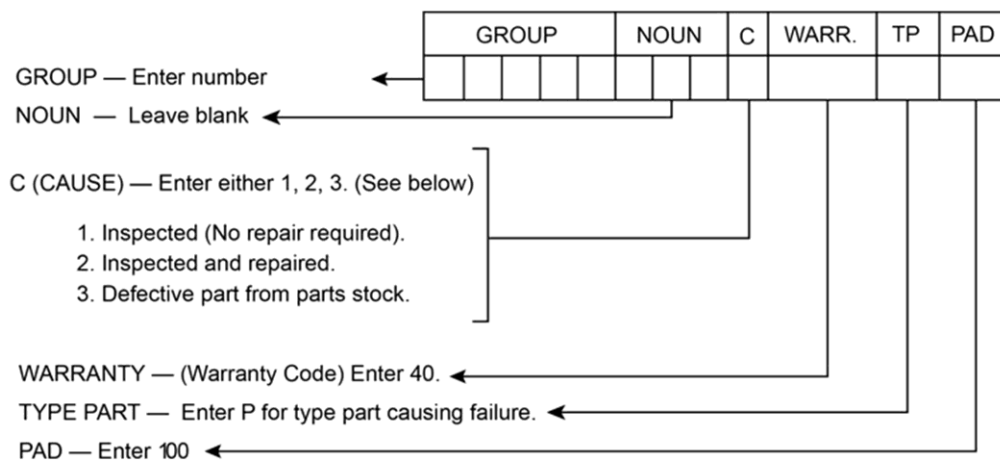 GROUP NOUN C WARR. TP PAD
GROUP — Enter number
NOUN — Leave blank
C (CAUSE) — Enter either 1, 2, 3. (See below)
1. Inspected (No repair required).
2. Inspected and repaired.
3. Defective part from parts stock.
WARRANTY — (Warranty Code) Enter 40.
TYPE PART — Enter P for type part causing failure.
PAD — Enter 100